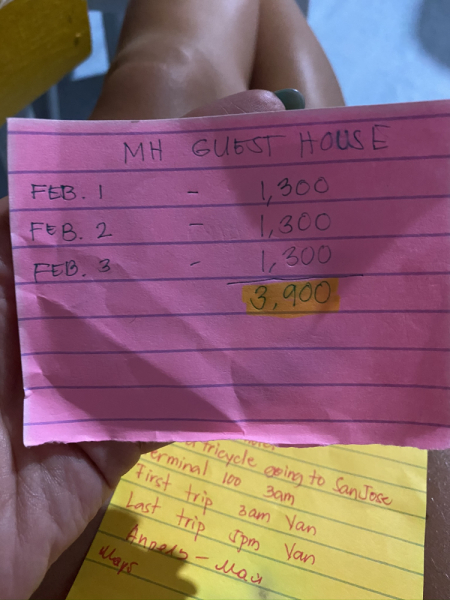 MH GUEST HOUSE
FEB. 1 - 1,300
FEB. 2 - 1,300
FEB. 3 - 1,300
3,900
a tricycle going to San Jose
terminal 100 3am
First trip 3am Van
Last trip 5pm Van